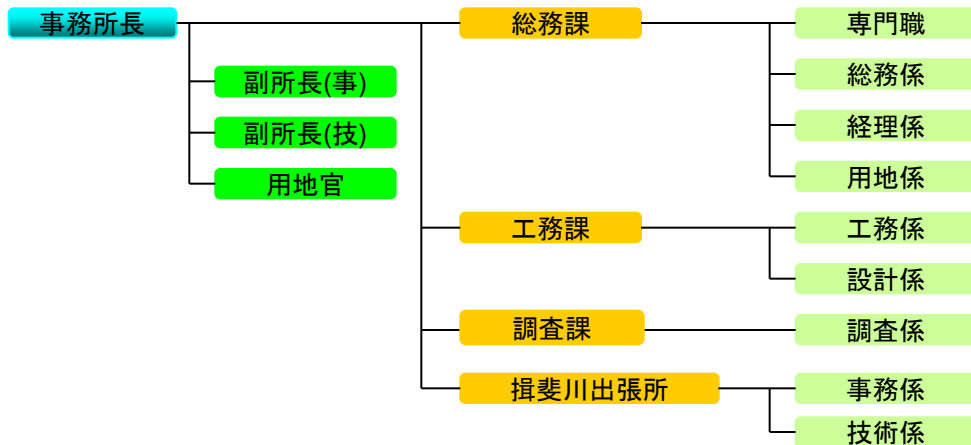 事務所長
副所長(事)
副所長(技)
用地官
総務課
専門職
総務係
経理係
用地係
工務課
工務係
設計係
調査課
調査係
揖斐川出張所
事務係
技術係